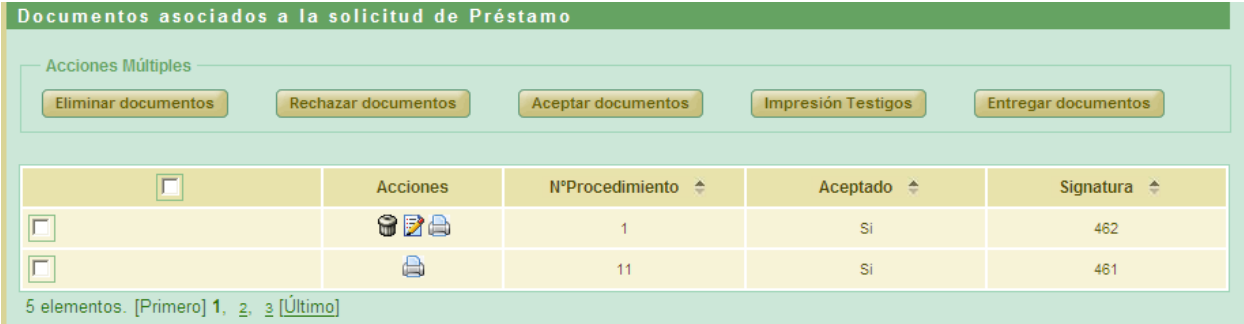 Documentos asociados a la solicitud de Préstamo
Acciones Múltiples
Eliminar documentos Rechazar documentos Aceptar documentos Impresión Testigos Entregar documentos
Acciones NºProcedimiento Aceptado Signatura
1 Si 462
11 Si 461
5 elementos. [Primero] 1, 2, 3 [Último]